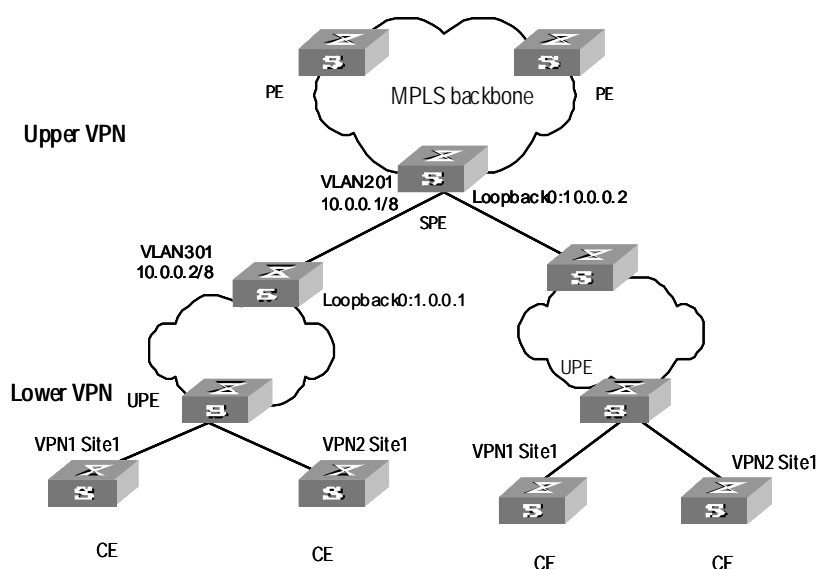 PE
MPLS backbone
PE
Upper VPN
VLAN201
10.0.0.1/8
Loopback0:10.0.0.2
SPE
VLAN301
10.0.0.2/8
Loopback0:1.0.0.1
UPE
Lower VPN
UPE
VPN1 Site1
VPN2 Site1
VPN1 Site1
VPN2 Site1
CE
CE
CE
CE